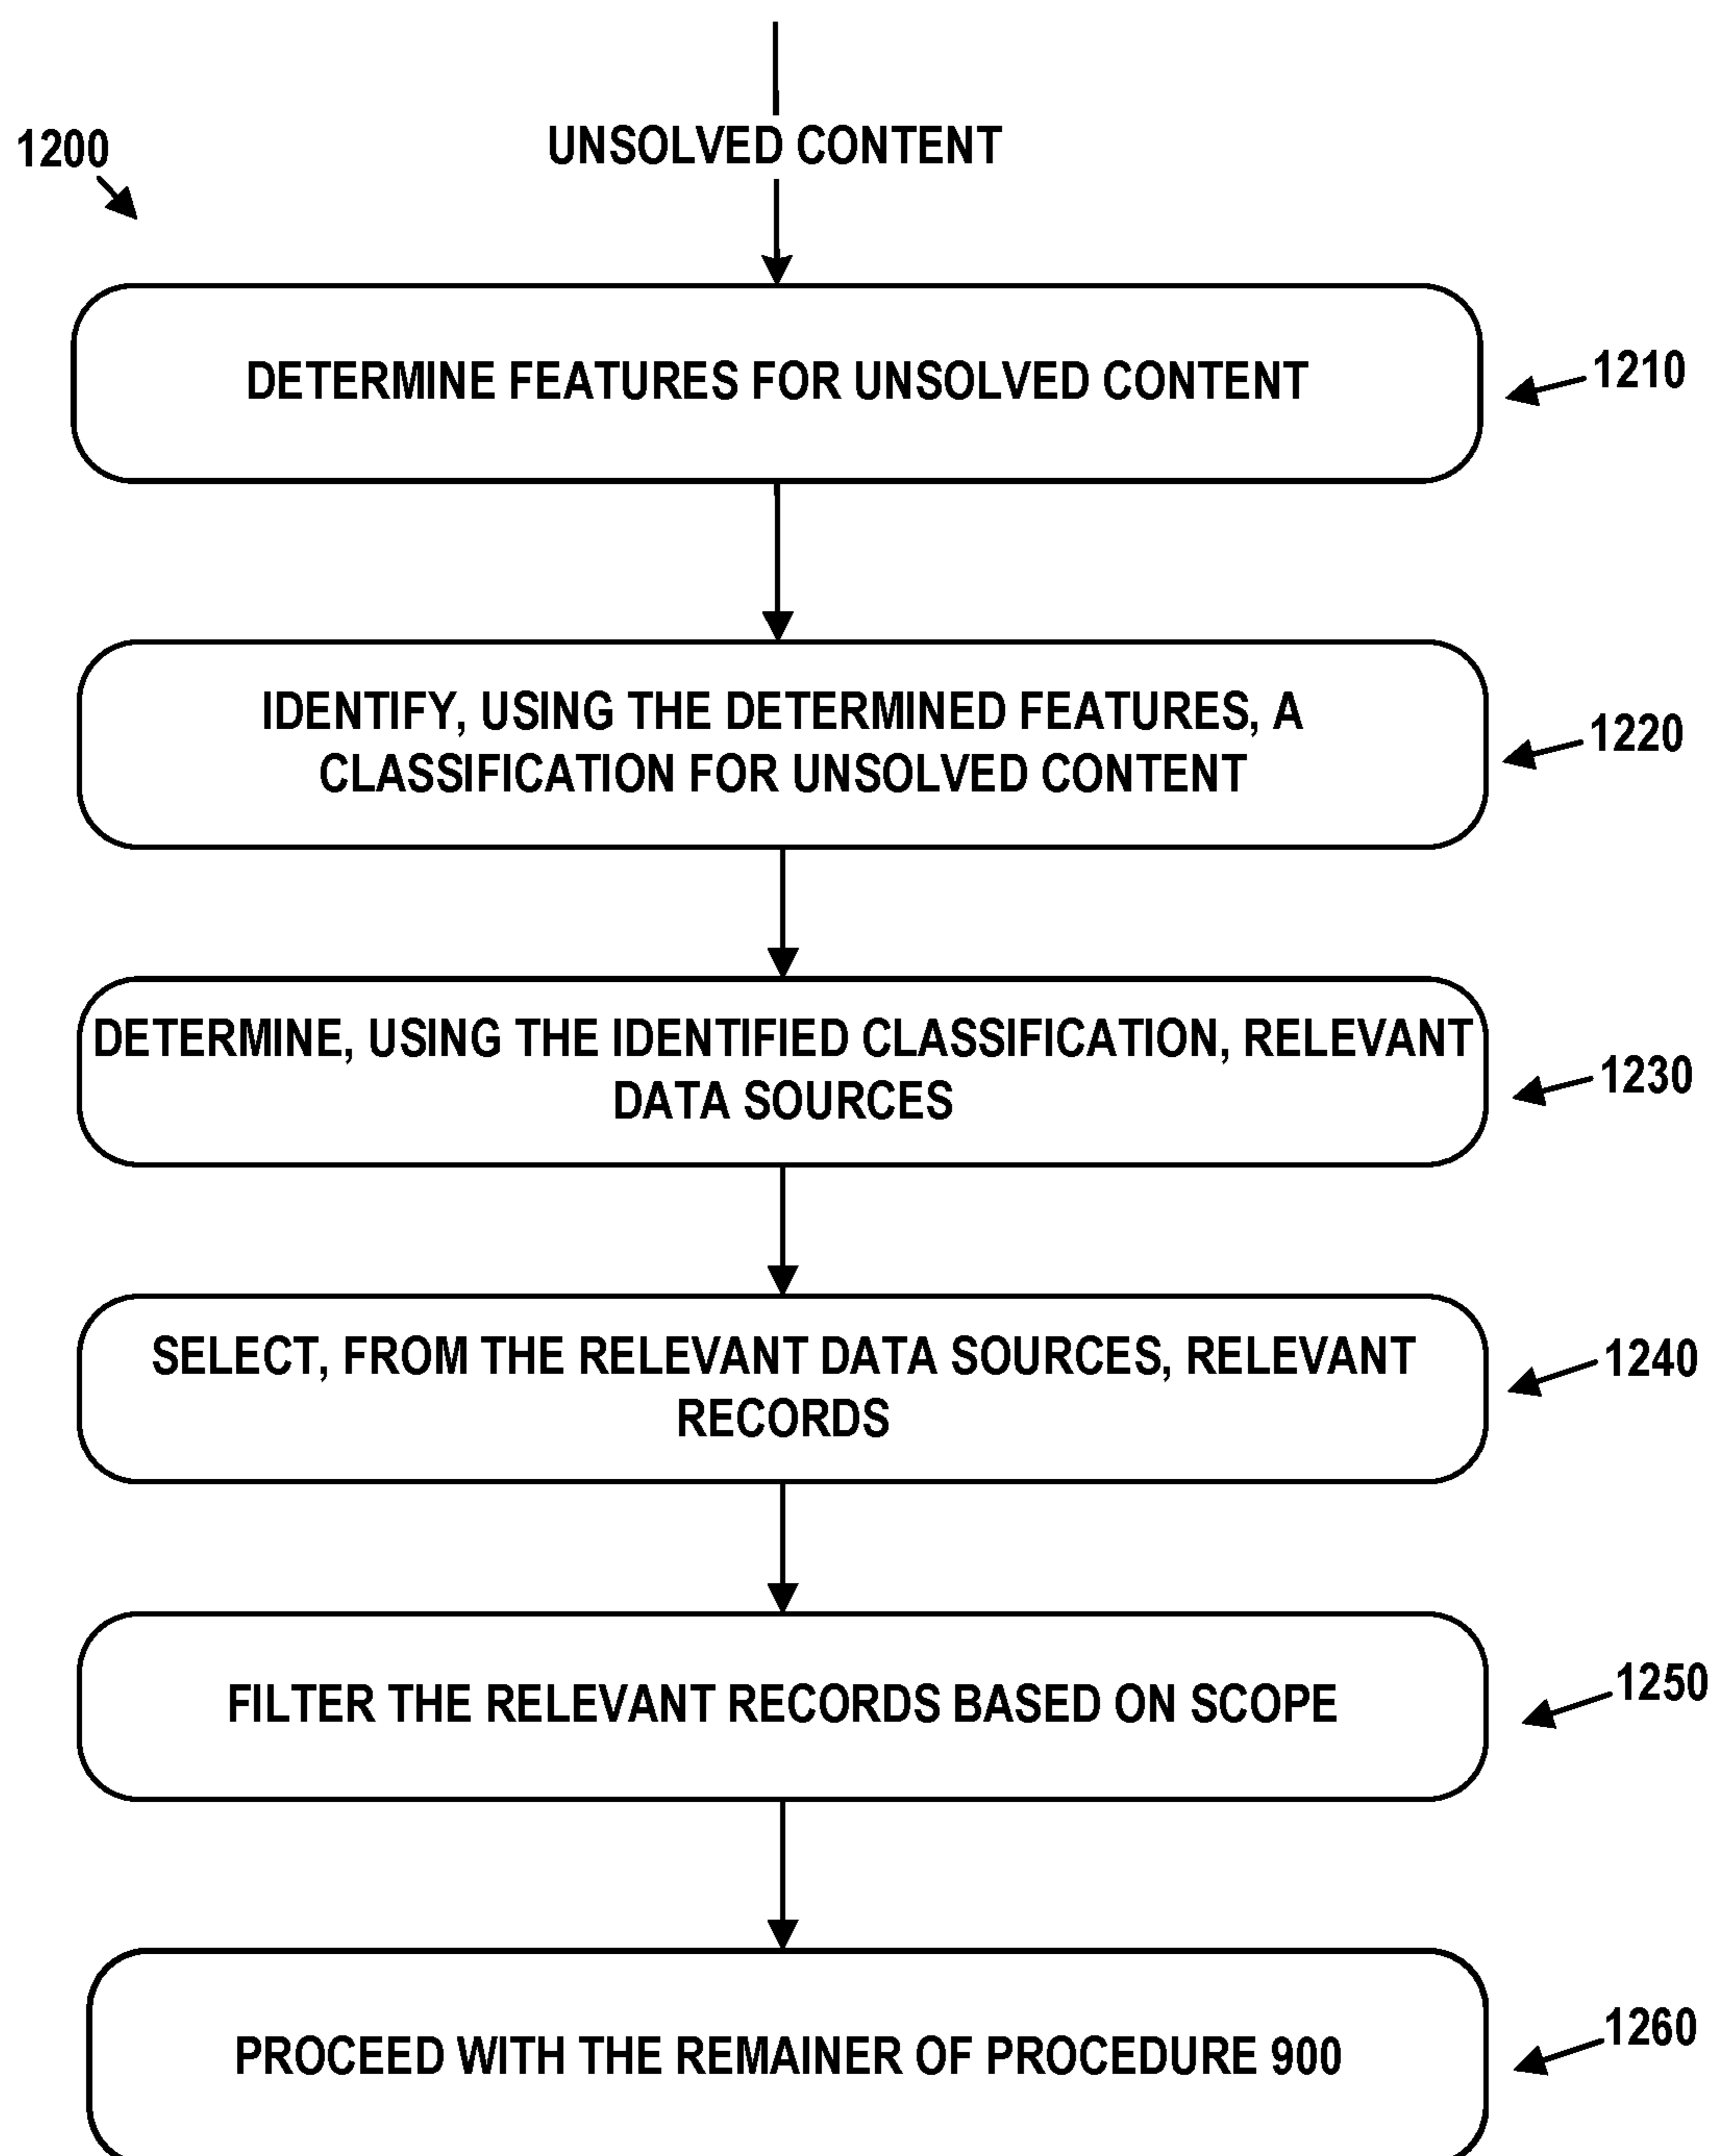 1200
UNSOLVED CONTENT
DETERMINE FEATURES FOR UNSOLVED CONTENT
1210
IDENTIFY, USING THE DETERMINED FEATURES, A
CLASSIFICATION FOR UNSOLVED CONTENT
1220
DETERMINE, USING THE IDENTIFIED CLASSIFICATION, RELEVANT
DATA SOURCES
1230
SELECT, FROM THE RELEVANT DATA SOURCES, RELEVANT
RECORDS
1240
FILTER THE RELEVANT RECORDS BASED ON SCOPE
1250
PROCEED WITH THE REMAINER OF PROCEDURE 900
1260